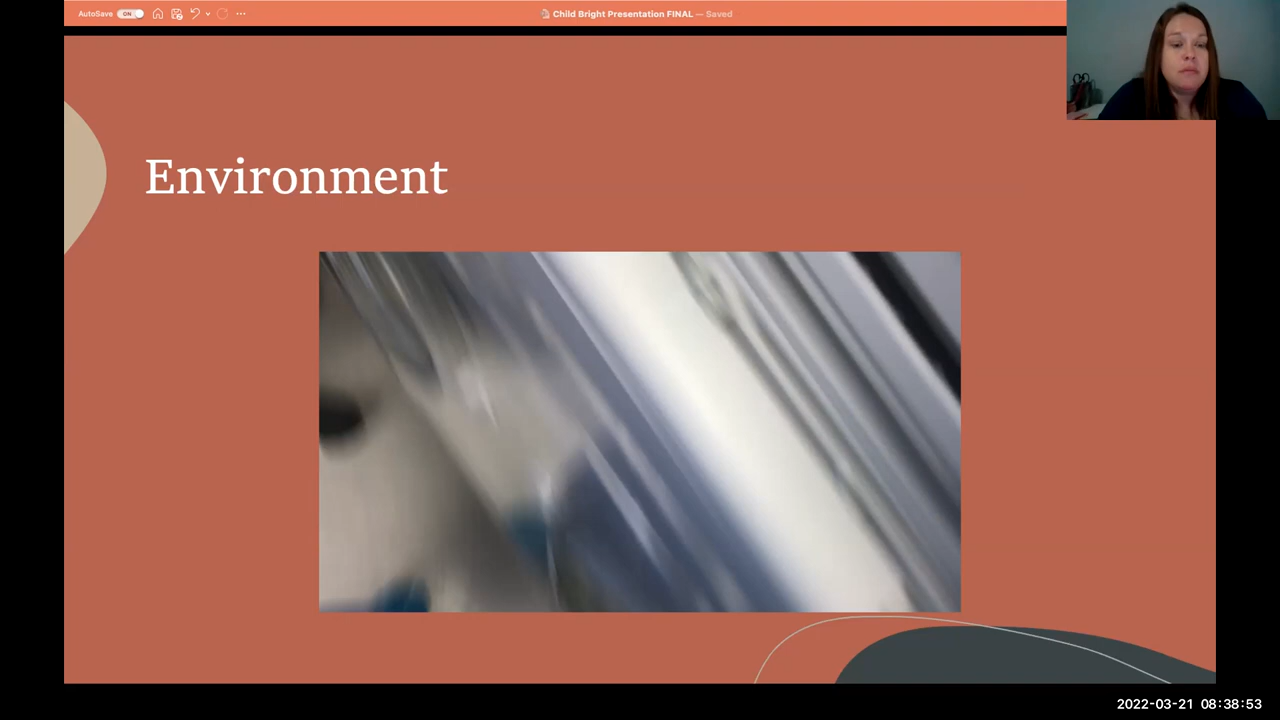 AutoSave ON Child Bright Presentation FINAL — Saved
Environment
2022-03-21 08:38:53